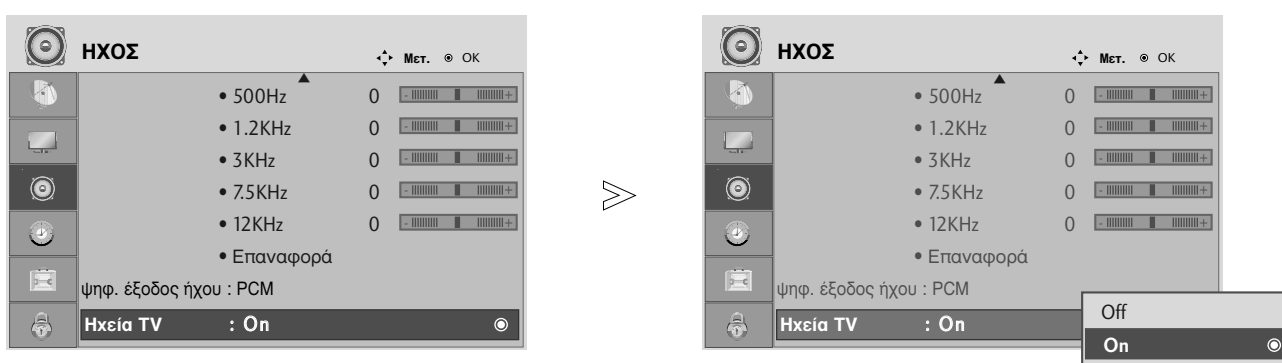 ΗΧΟΣ Μετ. OK
• 500Hz 0 - +
• 1.2KHz 0 - +
• 3KHz 0 - +
• 7.5KHz 0 - +
• 12KHz 0 - +
• Επαναφορά
ψηφ. έξοδος ήχου : PCM
Ηχεία TV : On
ΗΧΟΣ Μετ. OK
• 500Hz 0 - +
• 1.2KHz 0 - +
• 3KHz 0 - +
• 7.5KHz 0 - +
• 12KHz 0 - +
• Επαναφορά
ψηφ. έξοδος ήχου : PCM
Ηχεία TV : On
Off
On